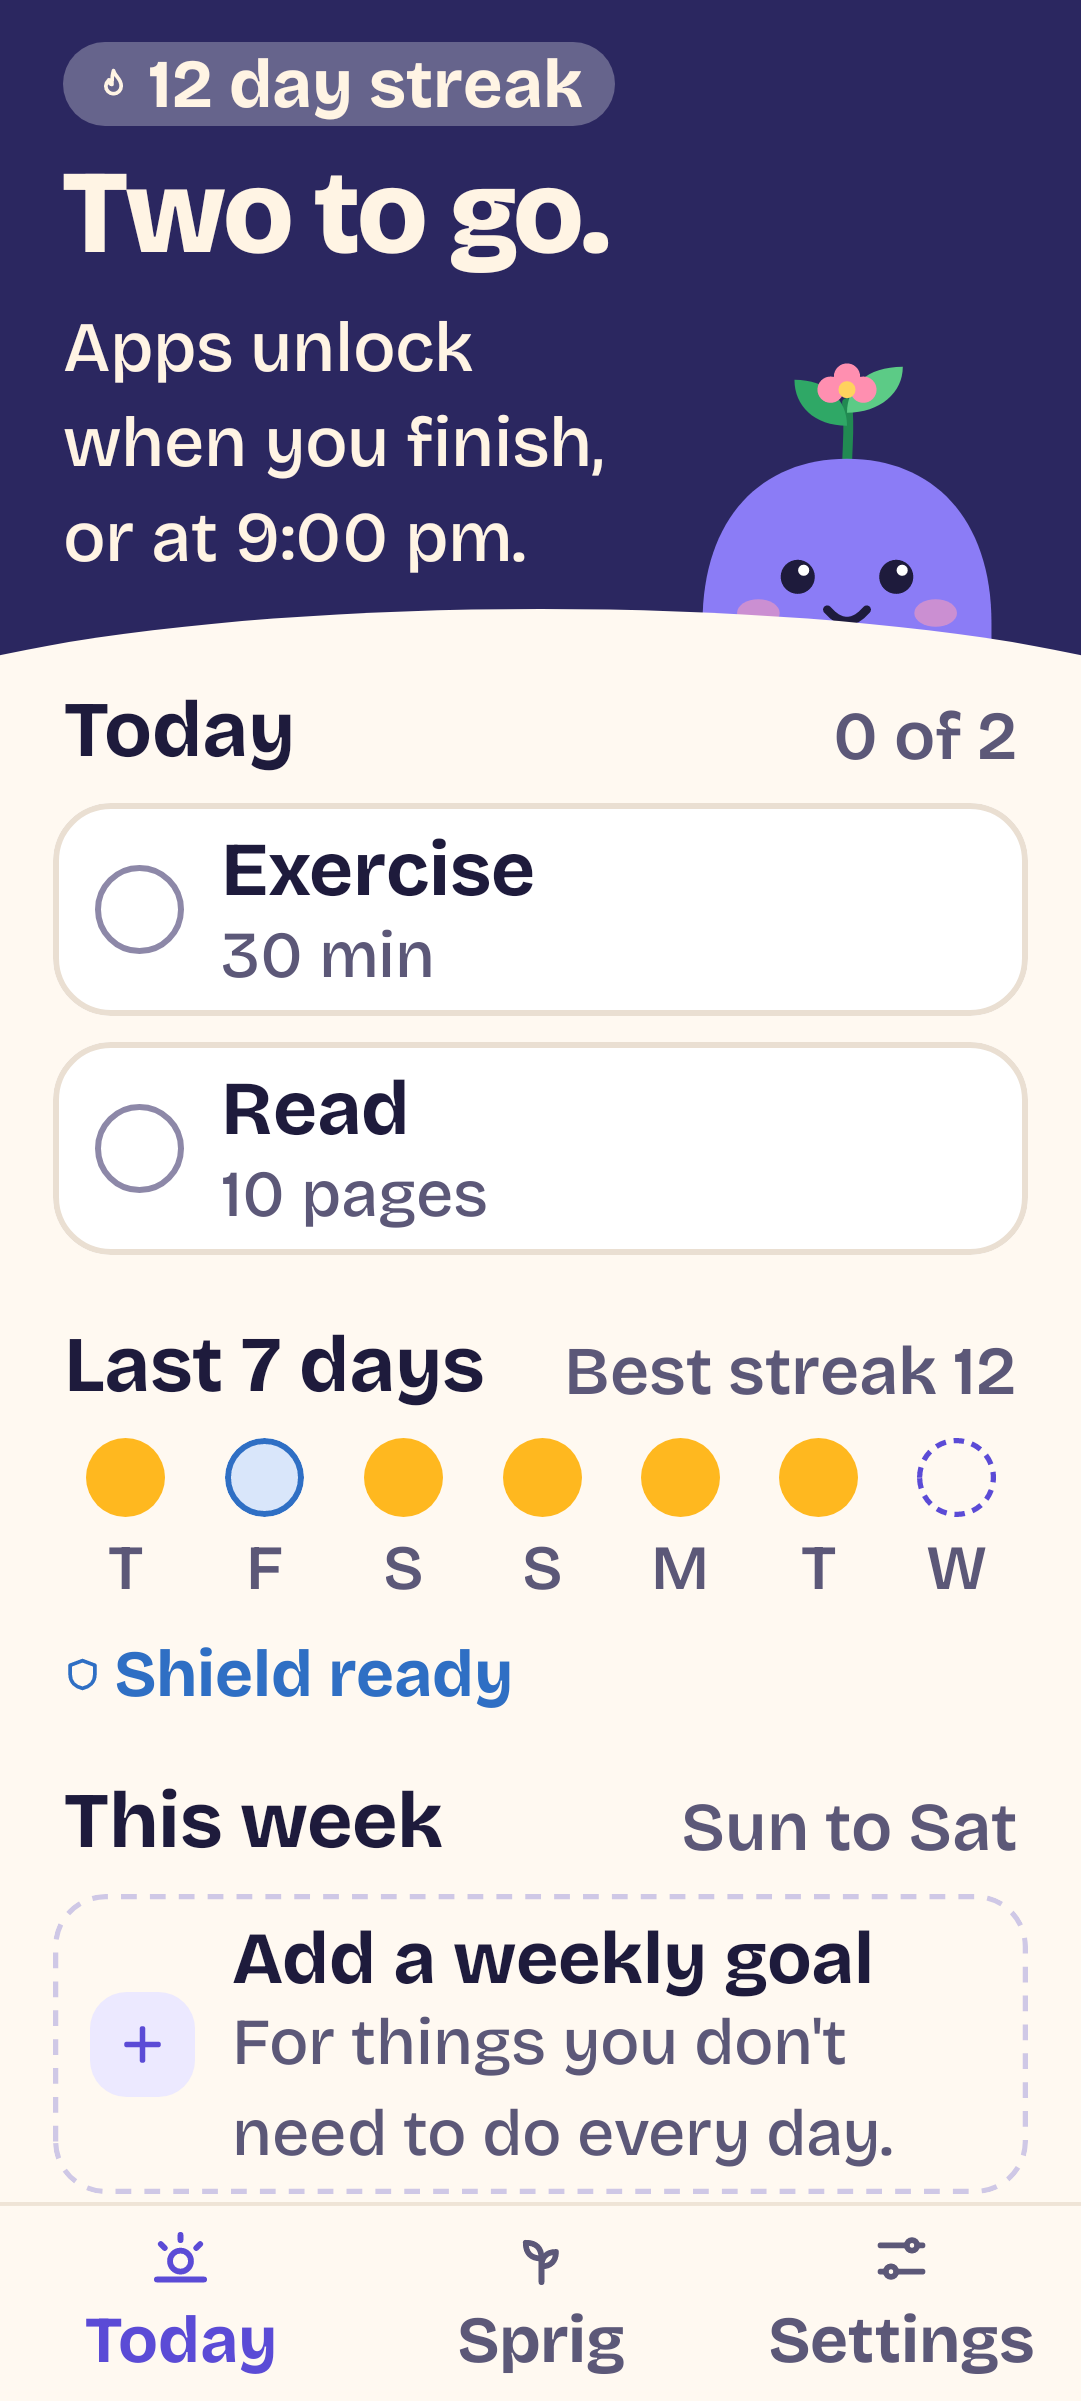 12 day streak
Two to go.
Apps unlock
when you finish,
or at 9:00 pm.
Today
0 of 2
Exercise
30 min
Read
10 pages
Last 7 days
Best streak 12
T F S S M T W
Shield ready
This week
Sun to Sat
Add a weekly goal
For things you don't
need to do every day.
Today
Sprig
Settings